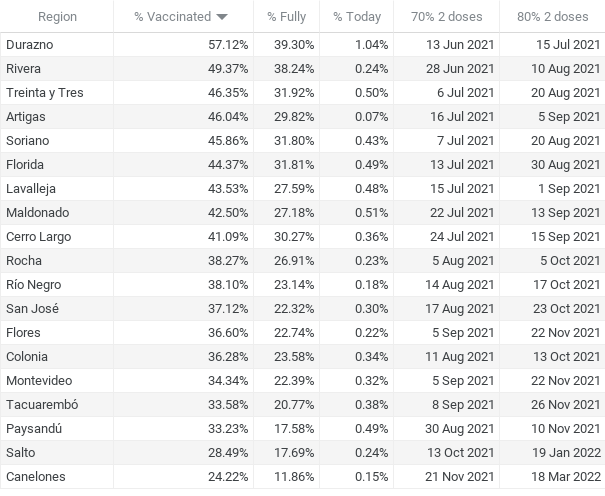 Region % Vaccinated % Fully % Today 70% 2 doses 80% 2 doses
Durazno 57.12% 39.30% 1.04% 13 Jun 2021 15 Jul 2021
Rivera 49.37% 38.24% 0.24% 28 Jun 2021 10 Aug 2021
Treinta y Tres 46.35% 31.92% 0.50% 6 Jul 2021 20 Aug 2021
Artigas 46.04% 29.82% 0.07% 16 Jul 2021 5 Sep 2021
Soriano 45.86% 31.80% 0.43% 7 Jul 2021 20 Aug 2021
Florida 44.37% 31.81% 0.49% 13 Jul 2021 30 Aug 2021
Lavalleja 43.53% 27.59% 0.48% 15 Jul 2021 1 Sep 2021
Maldonado 42.50% 27.18% 0.51% 22 Jul 2021 13 Sep 2021
Cerro Largo 41.09% 30.27% 0.36% 24 Jul 2021 15 Sep 2021
Rocha 38.27% 26.91% 0.23% 5 Aug 2021 5 Oct 2021
Río Negro 38.10% 23.14% 0.18% 14 Aug 2021 17 Oct 2021
San José 37.12% 22.32% 0.30% 17 Aug 2021 23 Oct 2021
Flores 36.60% 22.74% 0.22% 5 Sep 2021 22 Nov 2021
Colonia 36.28% 23.58% 0.34% 11 Aug 2021 13 Oct 2021
Montevideo 34.34% 22.39% 0.32% 5 Sep 2021 22 Nov 2021
Tacuarembó 33.58% 20.77% 0.38% 8 Sep 2021 26 Nov 2021
Paysandú 33.23% 17.58% 0.49% 30 Aug 2021 10 Nov 2021
Salto 28.49% 17.69% 0.24% 13 Oct 2021 19 Jan 2022
Canelones 24.22% 11.86% 0.15% 21 Nov 2021 18 Mar 2022